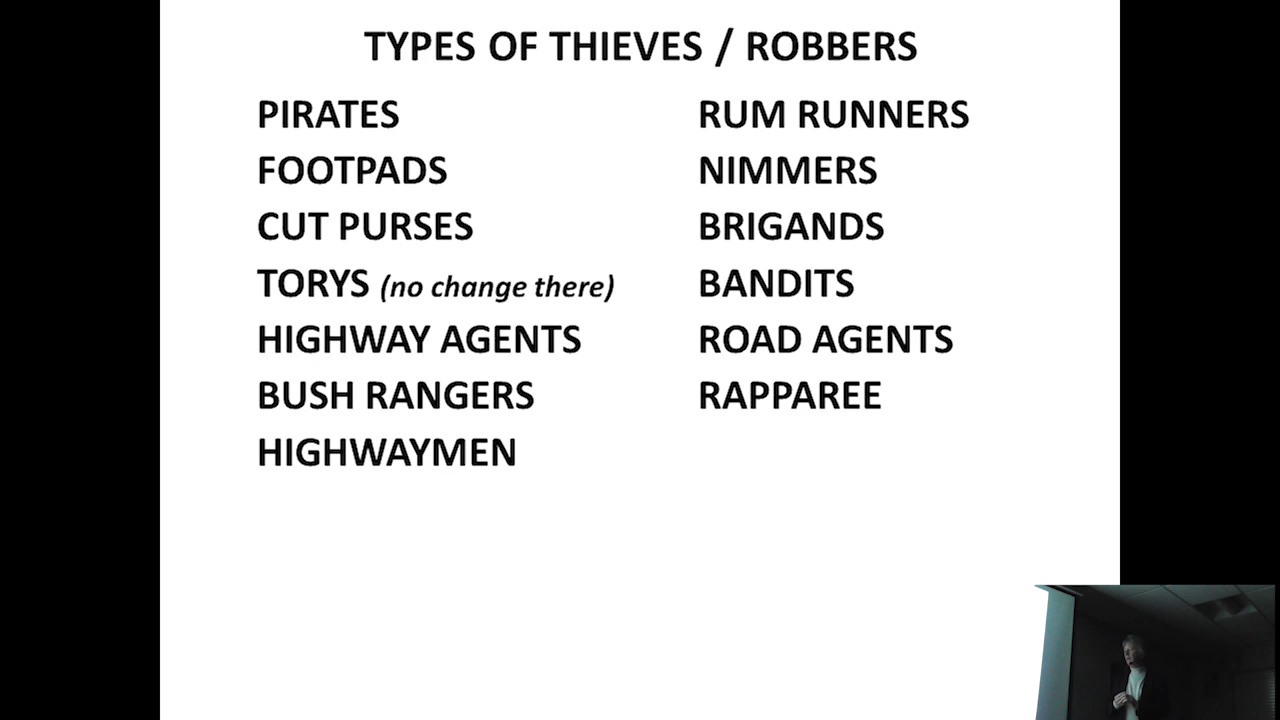 TYPES OF THIEVES / ROBBERS
PIRATES
FOOTPADS
CUT PURSES
TORYS (no change there)
HIGHWAY AGENTS
BUSH RANGERS
HIGHWAYMEN
RUM RUNNERS
NIMMERS
BRIGANDS
BANDITS
ROAD AGENTS
RAPPAREE